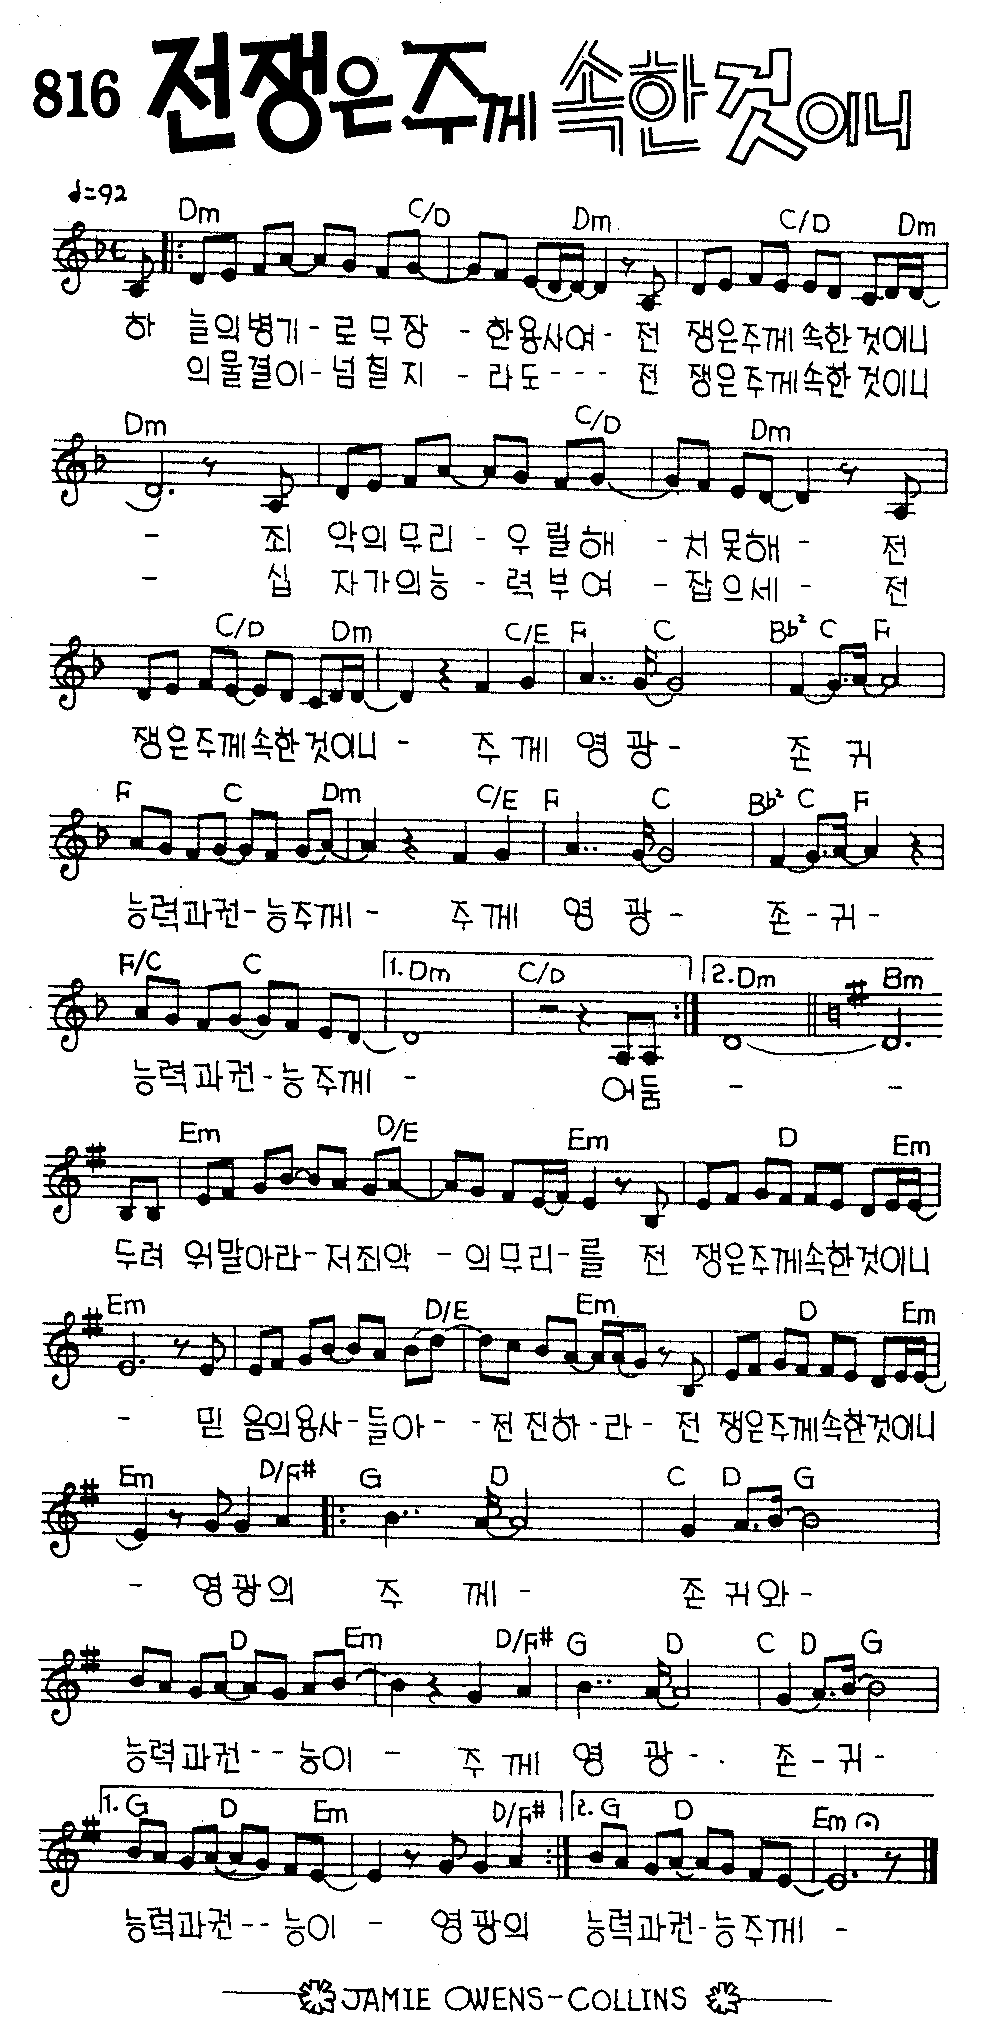 816 전쟁은 주께 속한 것이니
♩=92
Dm C/D Dm C/D Dm
하 늘의병기-로무장 -한용사여- 전 쟁은주께속한것이니
의물결이-넘칠지 -라도--- 전 쟁은주께속한것이니
Dm C/D Dm
- 죄 악의무리-우릴해 -치못해- 전
- 십 자가의능-력부여 -잡으세- 전
C/D Dm C/E F C Bb² C F
쟁은주께속한것이니- 주께 영광- 존귀
F C Dm C/E F C Bb² C F
능력과권-능주께- 주께 영광- 존-귀-
F/C C 1. Dm C/D 2. Dm Bm
능력과권-능주께 - 어둠 - -
Em D/E Em D Em
두려 워말아라-저죄악 -의무리-를 전 쟁은주께속한것이니
Em D/E Em D Em
- 믿 음의용사-들아- -전진하-라- 전 쟁은주께속한것이니
Em D/F# G D C D G
- 영광의 주 께- 존귀와-
D Em D/F# G D C D G
능력과권--능이 - 주께 영광-. 존-귀-
1. G D Em D/F# 2. G D Em
능력과권--능이 - 영광의 능력과권-능주께 -
JAMIE OWENS-COLLINS